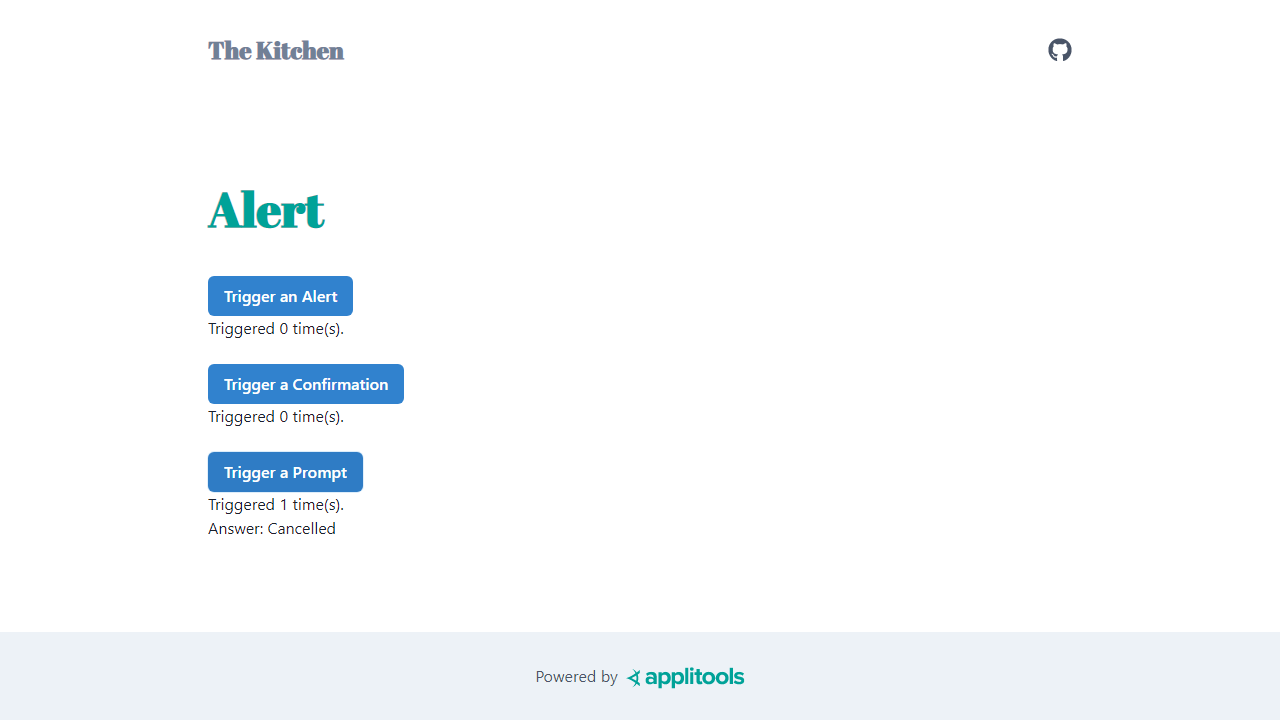 The Kitchen
Alert
Trigger an Alert
Triggered 0 time(s).
Trigger a Confirmation
Triggered 0 time(s).
Trigger a Prompt
Triggered 1 time(s).
Answer: Cancelled
Powered by applitools